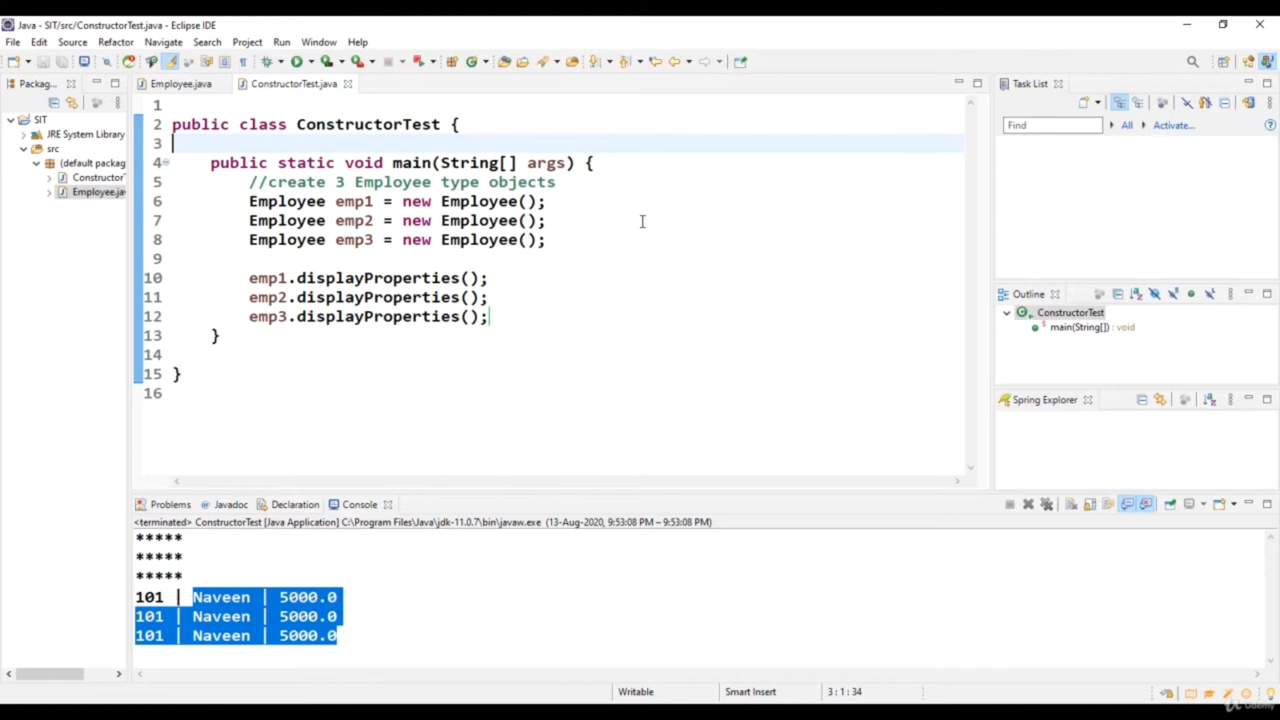 Java - SIT/src/ConstructorTest.java - Eclipse IDE
File Edit Source Refactor Navigate Search Project Run Window Help
Packag...
Employee.java
ConstructorTest.java
Task List
SIT
JRE System Library
src
(default packag
Constructor
Employee.jav
1
2 public class ConstructorTest {
3
4 public static void main(String[] args) {
5 //create 3 Employee type objects
6 Employee emp1 = new Employee();
7 Employee emp2 = new Employee();
8 Employee emp3 = new Employee();
9
10 emp1.displayProperties();
11 emp2.displayProperties();
12 emp3.displayProperties();
13 }
14
15 }
16
Find All Activate...
Outline
ConstructorTest
main(String[]) : void
Spring Explorer
Problems Javadoc Declaration Console
<terminated> ConstructorTest [Java Application] C:\Program Files\Java\jdk-11.0.7\bin\javaw.exe (13-Aug-2020, 9:53:08 PM – 9:53:08 PM)
*****
*****
*****
101 | Naveen | 5000.0
101 | Naveen | 5000.0
101 | Naveen | 5000.0
Writable Smart Insert 3 : 1 : 34
Udemy